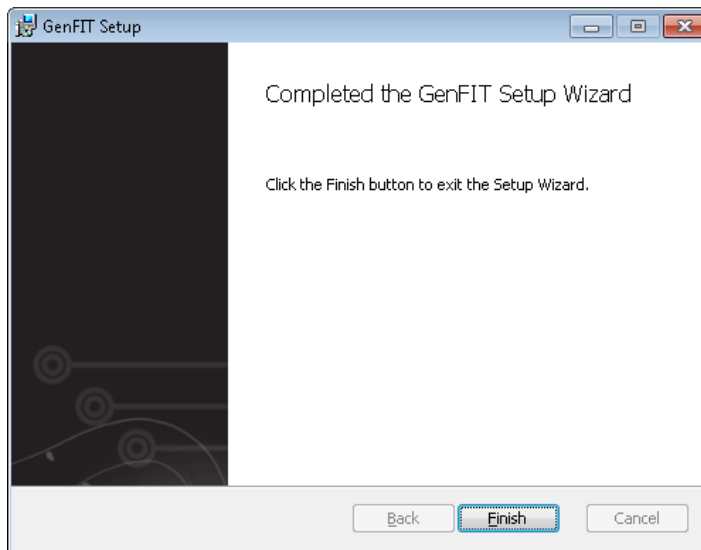 GenFIT Setup
Completed the GenFIT Setup Wizard
Click the Finish button to exit the Setup Wizard.
Back
Finish
Cancel